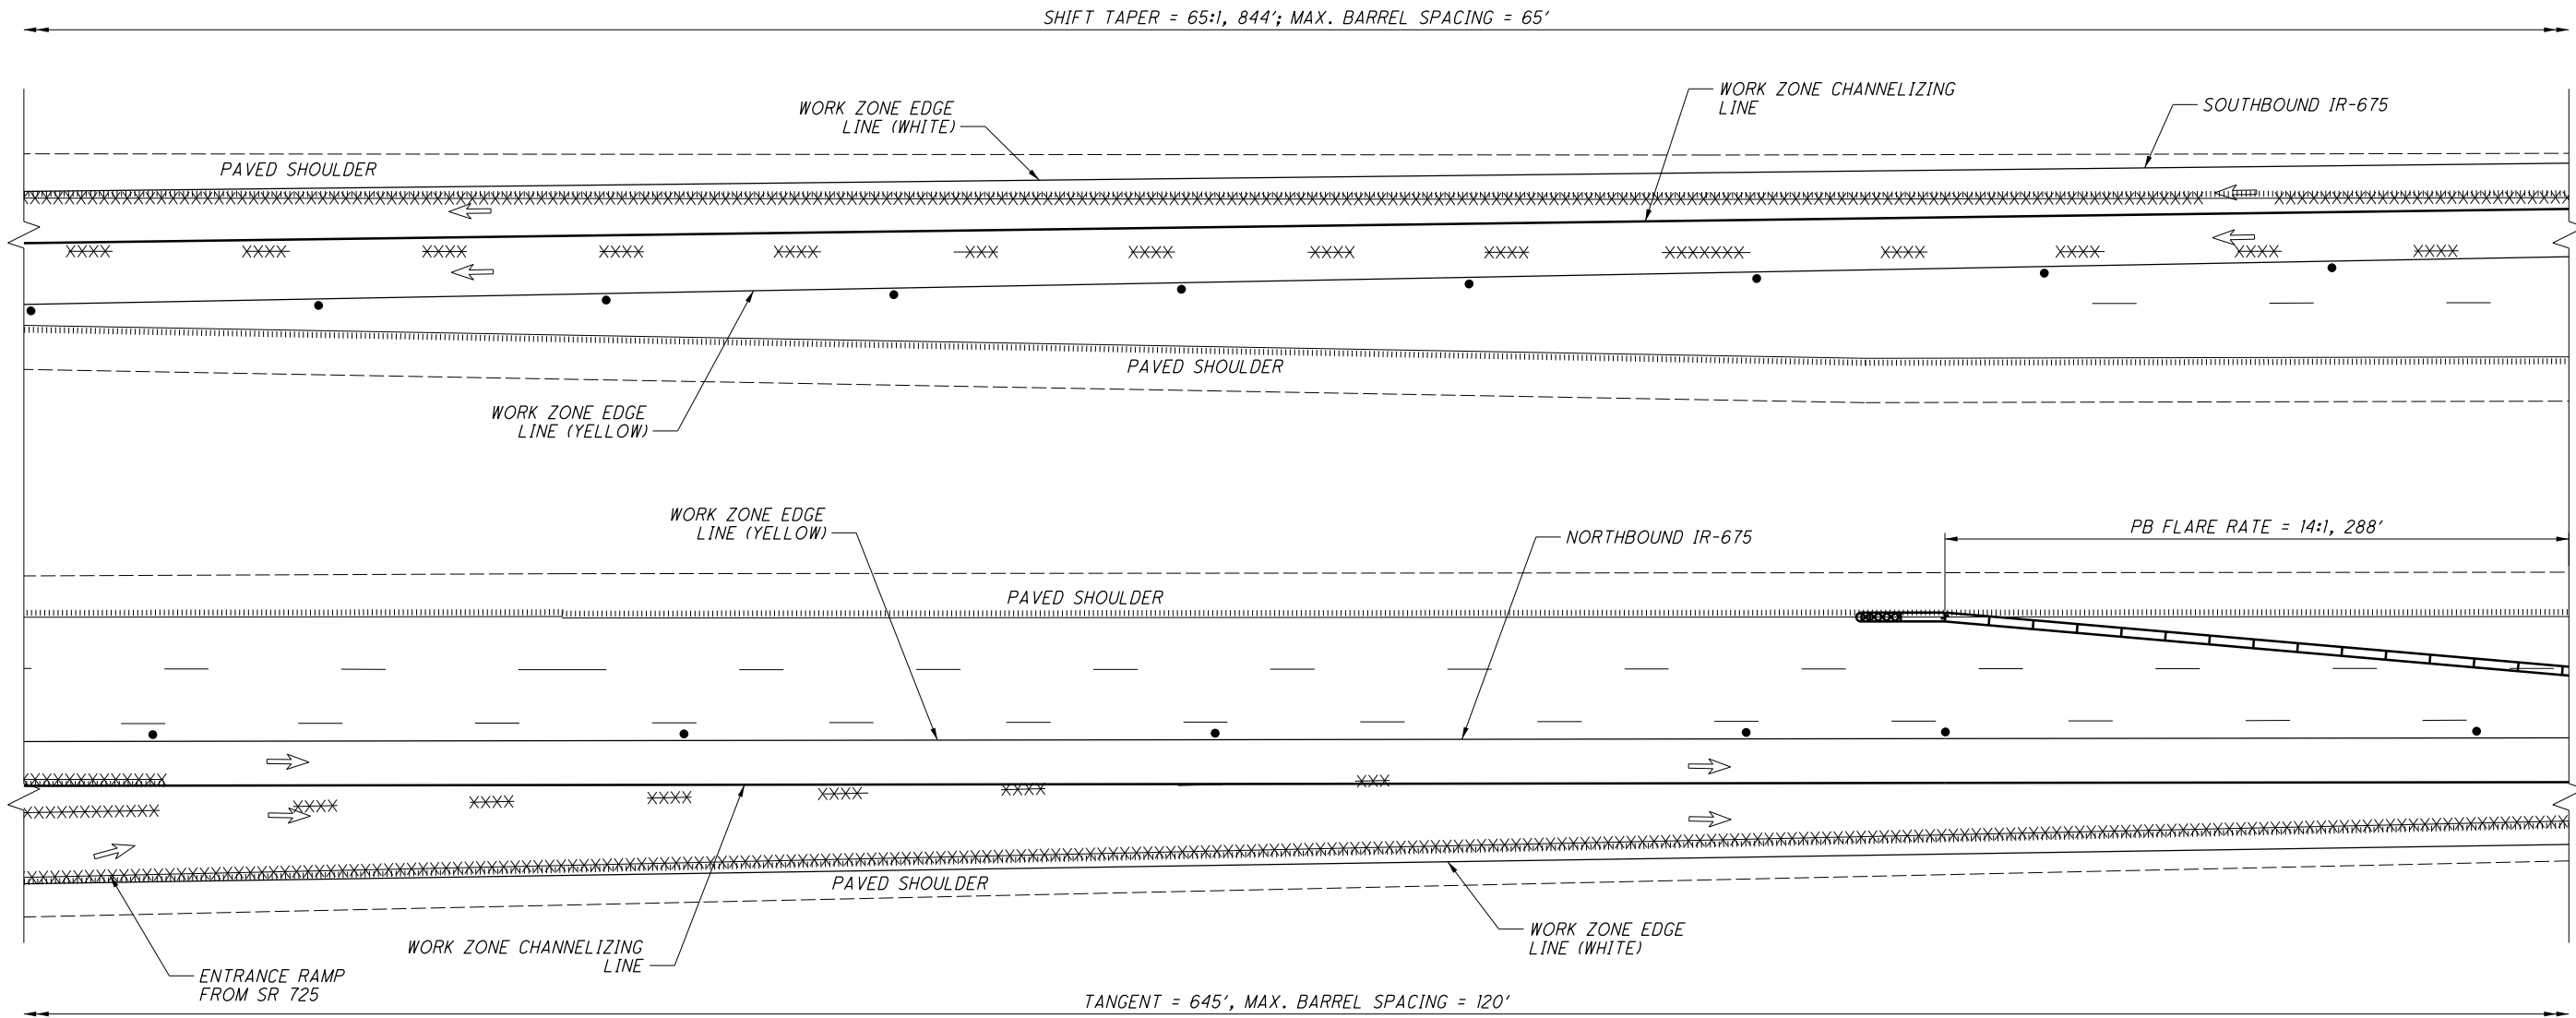 SHIFT TAPER = 65:1, 844'; MAX. BARREL SPACING = 65'
WORK ZONE CHANNELIZING
LINE
SOUTHBOUND IR-675
WORK ZONE EDGE
LINE (WHITE)
PAVED SHOULDER
PAVED SHOULDER
WORK ZONE EDGE
LINE (YELLOW)
WORK ZONE EDGE
LINE (YELLOW)
NORTHBOUND IR-675
PB FLARE RATE = 14:1, 288'
PAVED SHOULDER
PAVED SHOULDER
WORK ZONE EDGE
LINE (WHITE)
WORK ZONE CHANNELIZING
LINE
ENTRANCE RAMP
FROM SR 725
TANGENT = 645', MAX. BARREL SPACING = 120'